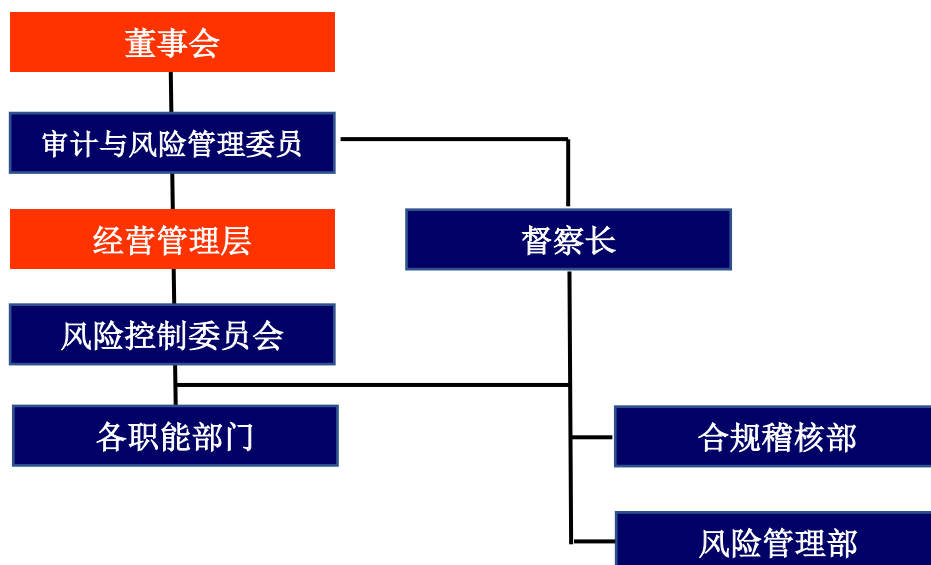 董事会
审计与风险管理委员
经营管理层
督察长
风险控制委员会
各职能部门
合规稽核部
风险管理部